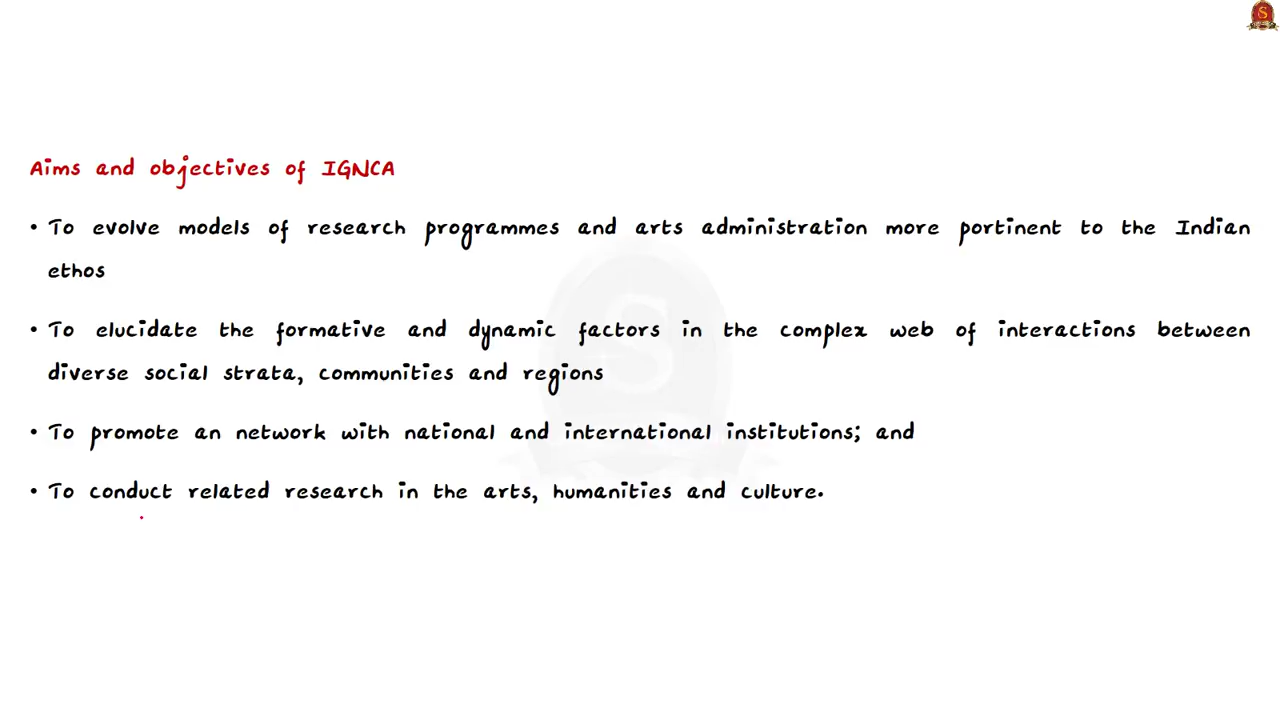 S
Aims and objectives of IGNCA
• To evolve models of research programmes and arts administration more portinent to the Indian
ethos
• To elucidate the formative and dynamic factors in the complex web of interactions between
diverse social strata, communities and regions
• To promote an network with national and international institutions; and
• To conduct related research in the arts, humanities and culture.
S